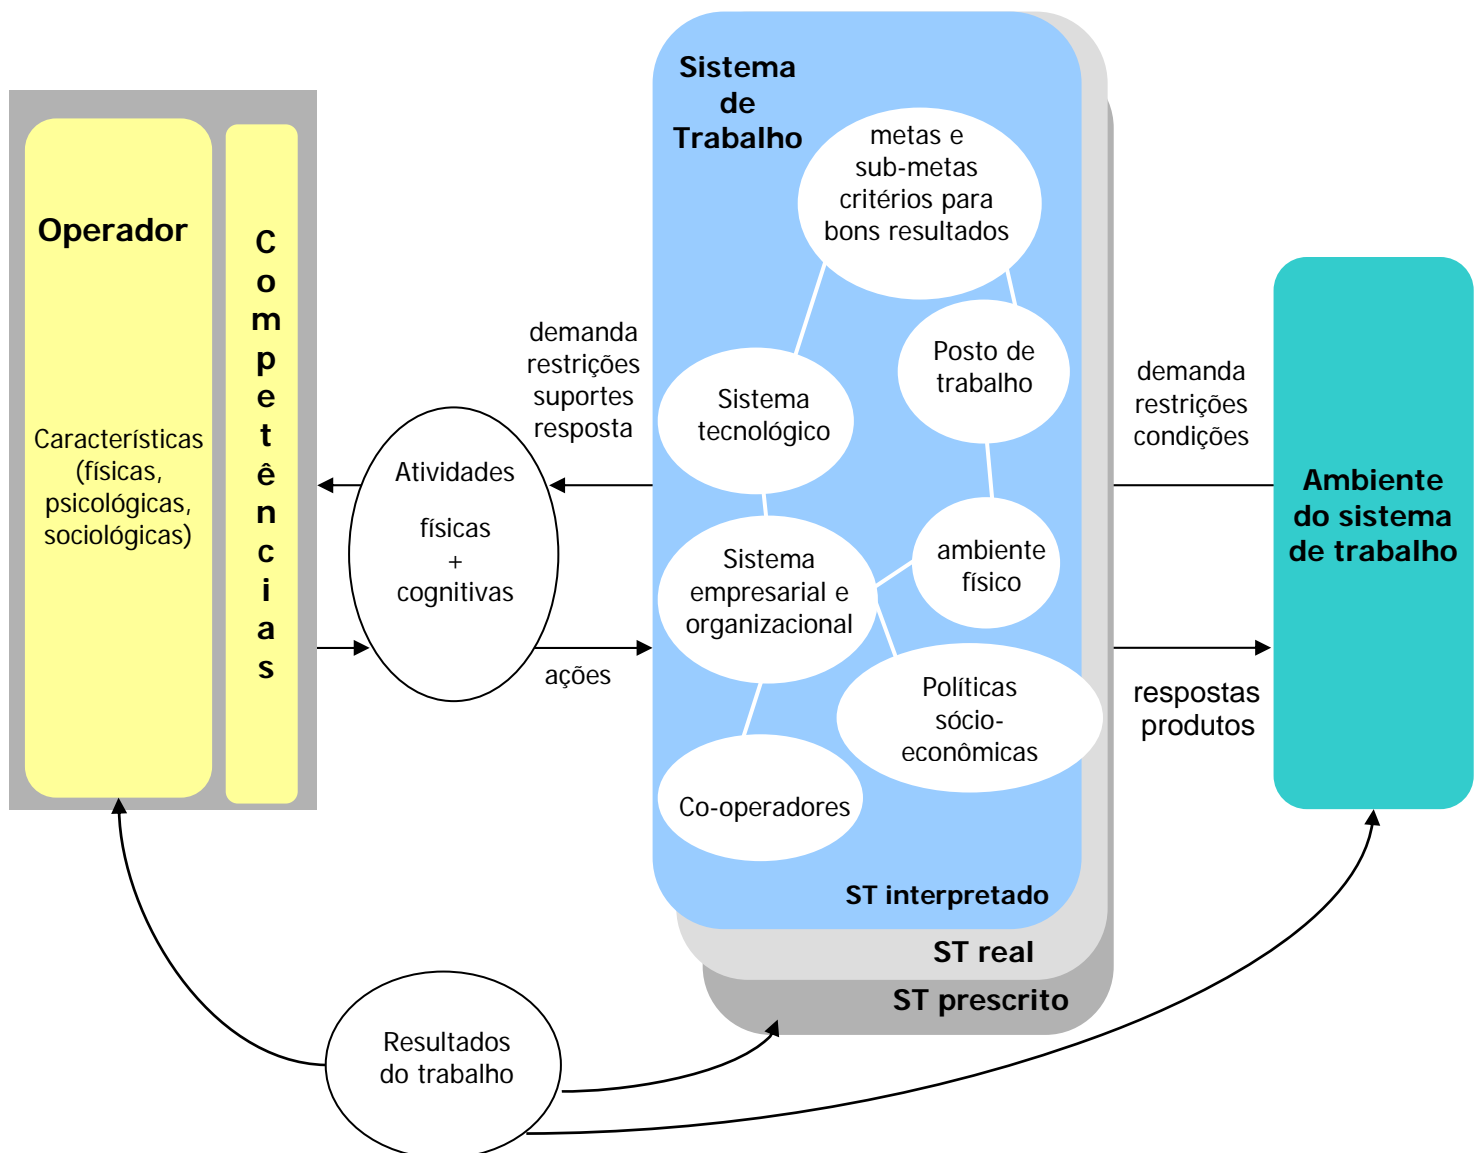 Operador
Características
(físicas,
psicológicas,
sociológicas)
C
o
m
p
e
t
ê
n
c
i
a
s
Atividades
físicas
+
cognitivas
demanda
restrições
suportes
resposta
ações
Sistema
de
Trabalho
metas e
sub-metas
critérios para
bons resultados
Posto de
trabalho
Sistema
tecnológico
Sistema
empresarial e
organizacional
ambiente
físico
Políticas
sócio-
econômicas
Co-operadores
ST interpretado
ST real
ST prescrito
demanda
restrições
condições
respostas
produtos
Ambiente
do sistema
de trabalho
Resultados
do trabalho